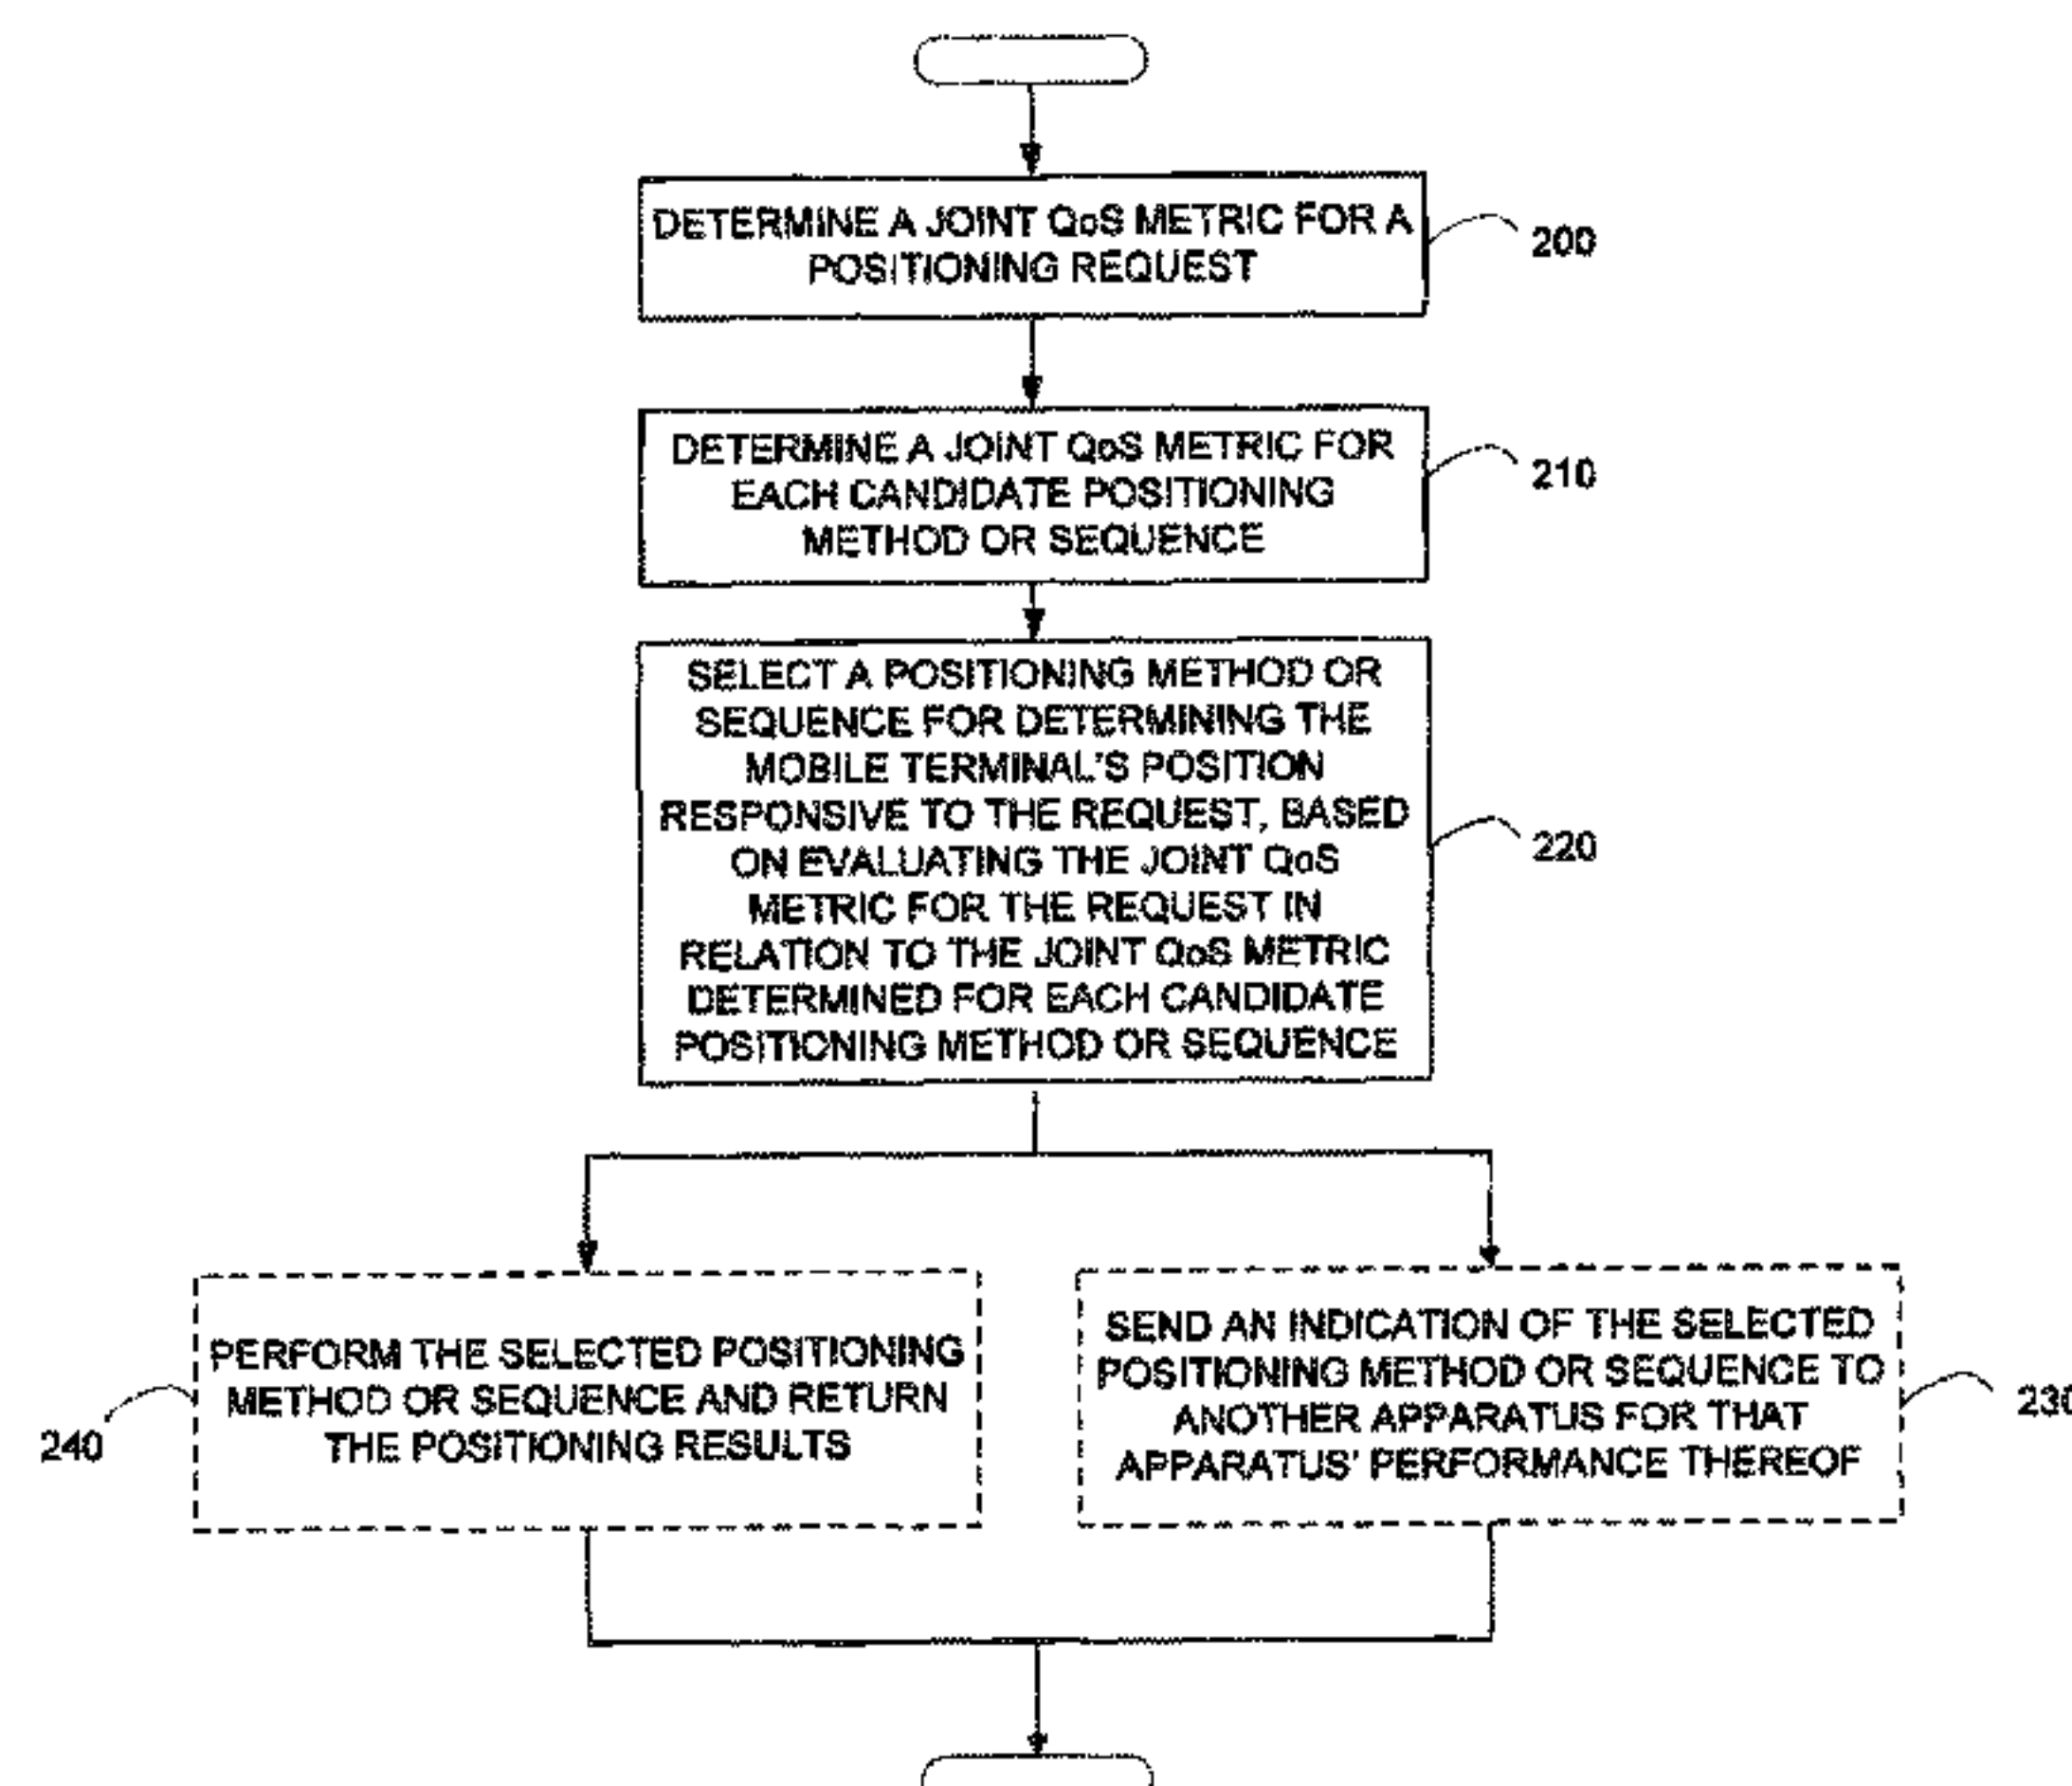 DETERMINE A JOINT QoS METRIC FOR A
POSITIONING REQUEST
200
DETERMINE A JOINT QoS METRIC FOR
EACH CANDIDATE POSITIONING
METHOD OR SEQUENCE
210
SELECT A POSITIONING METHOD OR
SEQUENCE FOR DETERMINING THE
MOBILE TERMINAL'S POSITION
RESPONSIVE TO THE REQUEST, BASED
ON EVALUATING THE JOINT QoS
METRIC FOR THE REQUEST IN
RELATION TO THE JOINT QoS METRIC
DETERMINED FOR EACH CANDIDATE
POSITIONING METHOD OR SEQUENCE
220
PERFORM THE SELECTED POSITIONING
METHOD OR SEQUENCE AND RETURN
THE POSITIONING RESULTS
240
SEND AN INDICATION OF THE SELECTED
POSITIONING METHOD OR SEQUENCE TO
ANOTHER APPARATUS FOR THAT
APPARATUS' PERFORMANCE THEREOF
230